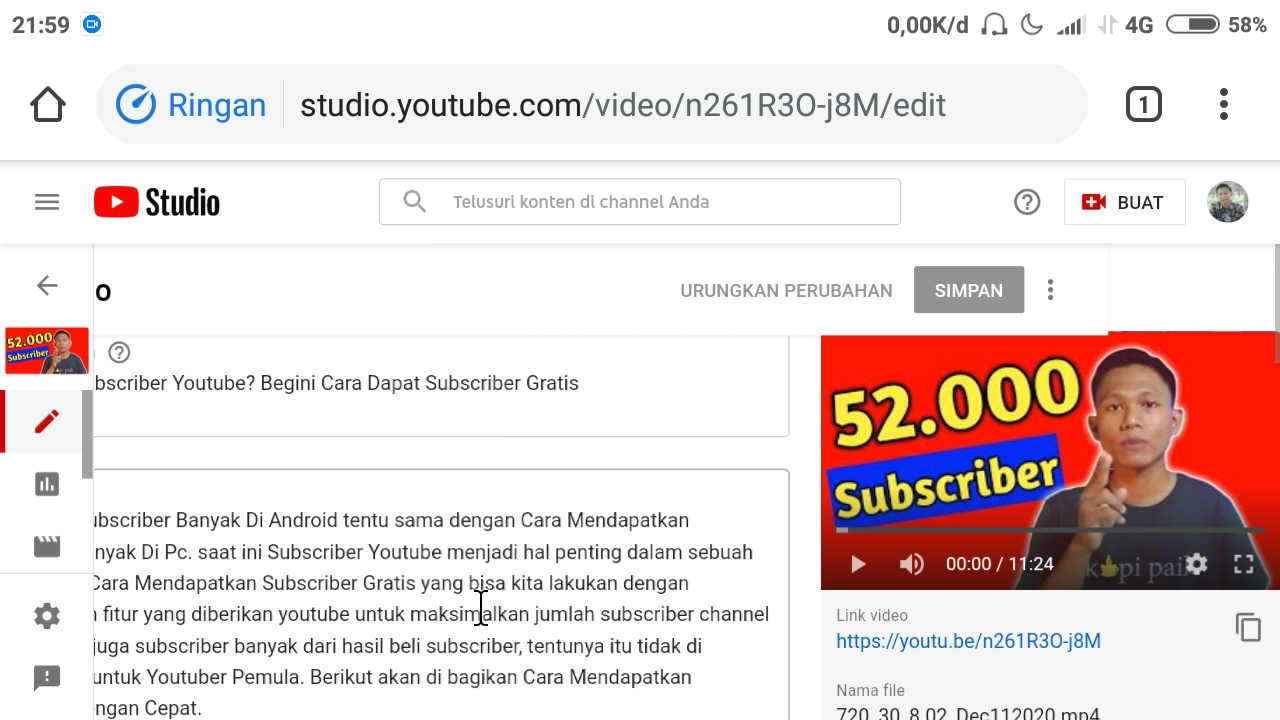 21:59
0,00K/d
4G
58%
Ringan
studio.youtube.com/video/n261R3O-j8M/edit
1
Studio
Telusuri konten di channel Anda
BUAT
o
URUNGKAN PERUBAHAN
SIMPAN
52.000
Subscriber
bscriber Youtube? Begini Cara Dapat Subscriber Gratis
ubscriber Banyak Di Android tentu sama dengan Cara Mendapatkan
nyak Di Pc. saat ini Subscriber Youtube menjadi hal penting dalam sebuah
Cara Mendapatkan Subscriber Gratis yang bisa kita lakukan dengan
n fitur yang diberikan youtube untuk maksimalkan jumlah subscriber channel
juga subscriber banyak dari hasil beli subscriber, tentunya itu tidak di
untuk Youtuber Pemula. Berikut akan di bagikan Cara Mendapatkan
ngan Cepat.
52.000
Subscriber
00:00 / 11:24
Link video
https://youtu.be/n261R3O-j8M
Nama file
720_30_8.02_Dec112020.mp4